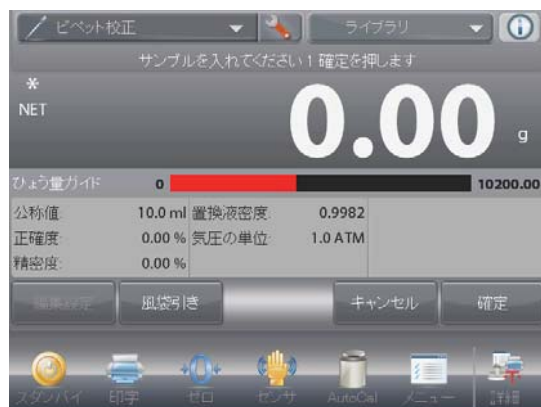 ピペット校正 ライブラリ
サンプルを入れてください 1 確定を押します
*
NET
0.00 g
ひょう量ガイド 0 10200.00
公称値: 10.0 ml 置換液密度: 0.9982
正確度: 0.00 % 気圧の単位: 1.0 ATM
精密度: 0.00 %
風袋引き キャンセル 確定
スタンバイ 印字 ゼロ センサ AutoCal メニュー 詳細